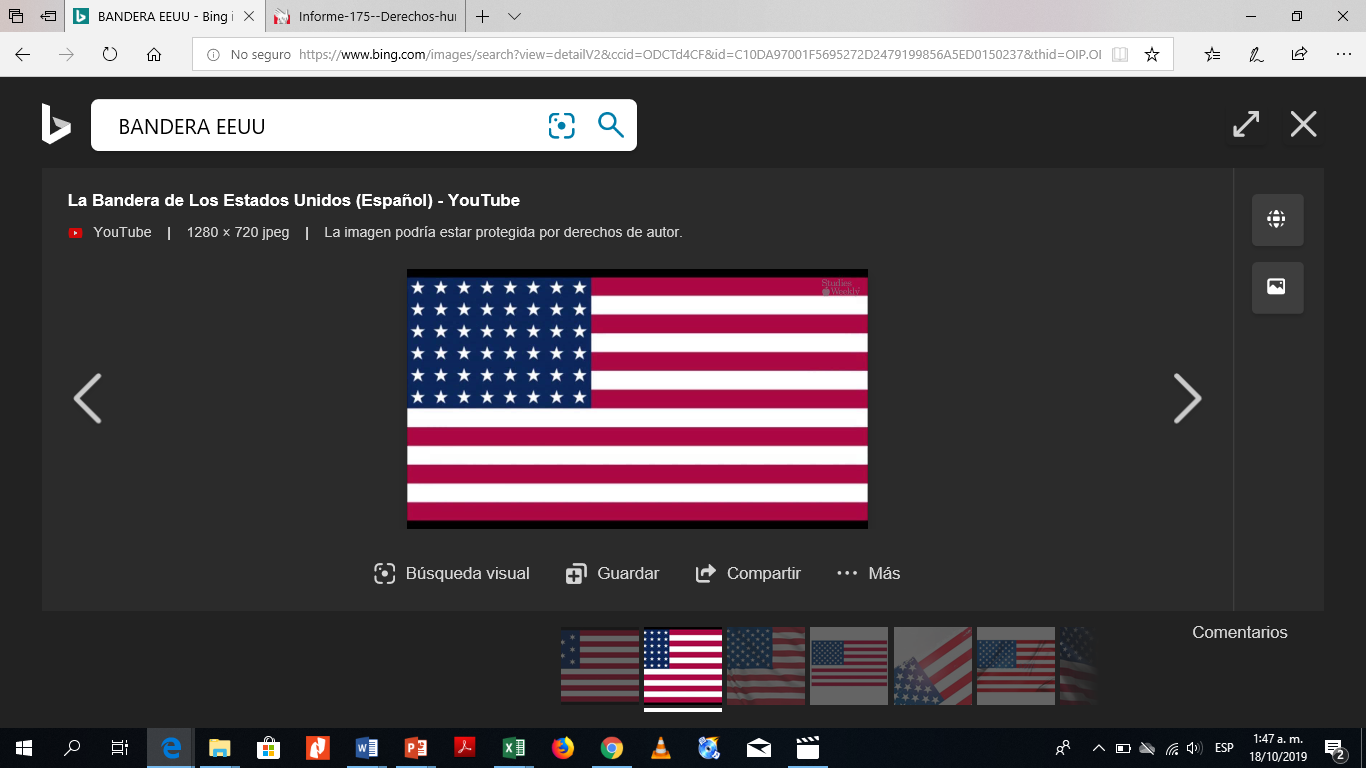 BANDERA EEUU - Bing i
Informe-175--Derechos-hur
No seguro https://www.bing.com/images/search?view=detailV2&ccid=ODCTd4CF&id=C10DA97001F5695272D2479199856A5ED0150237&thid=OIP.OI
BANDERA EEUU
La Bandera de Los Estados Unidos (Español) - YouTube
YouTube | 1280 × 720 jpeg | La imagen podría estar protegida por derechos de autor.
Studies
Weekly
Búsqueda visual Guardar Compartir Más
Comentarios
ESP
1:47 a. m.
18/10/2019
2